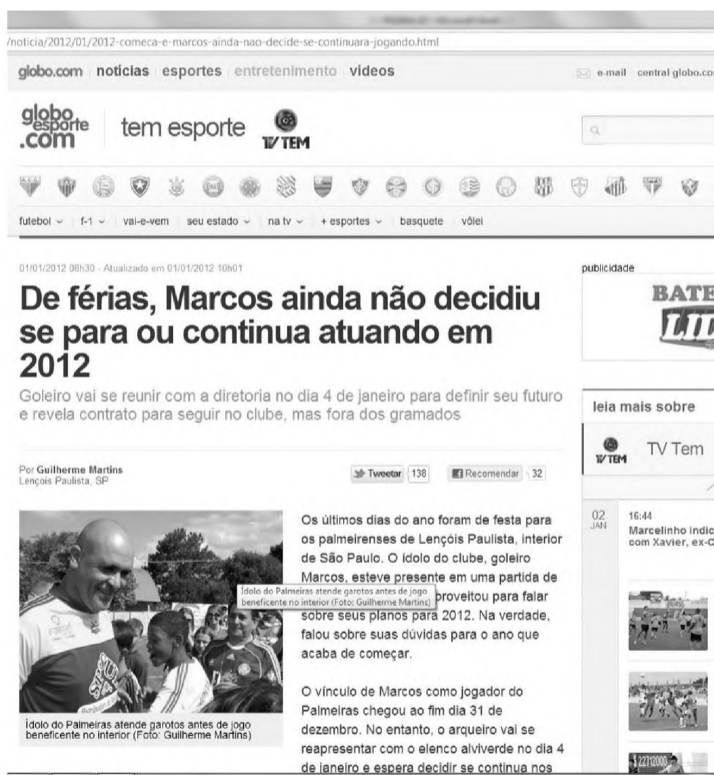 /noticia/2012/01/2012-comeca-e-marcos-ainda-nao-decide-se-continuara-jogando.html
globo.com noticias esportes entretenimento vídeos
e-mail central globo.co
globo
esporte
.com
tem esporte
TV TEM
futebol f-1 vai-e-vem seu estado na tv + esportes basquete vôlei
01/01/2012 08h30 - Atualizado em 01/01/2012 10h01
De férias, Marcos ainda não decidiu
se para ou continua atuando em
2012
Goleiro vai se reunir com a diretoria no dia 4 de janeiro para definir seu futuro
e revela contrato para seguir no clube, mas fora dos gramados
Por Guilherme Martins
Lençois Paulista, SP
Tweetar 138 Recomendar 32
Ídolo do Palmeiras atende garotos antes de jogo
beneficente no interior (Foto: Guilherme Martins)
Ídolo do Palmeiras atende garotos antes de jogo
beneficente no interior (Foto: Guilherme Martins)
Os últimos dias do ano foram de festa para
os palmeirenses de Lençóis Paulista, interior
de São Paulo. O ídolo do clube, goleiro
Marcos, esteve presente em uma partida de
proveitou para falar
sobre seus planos para 2012. Na verdade,
falou sobre suas dúvidas para o ano que
acaba de começar.
O vínculo de Marcos como jogador do
Palmeiras chegou ao fim dia 31 de
dezembro. No entanto, o arqueiro vai se
reapresentar com o elenco alviverde no dia 4
de janeiro e espera decidir se continua nos
publicidade
BATE
LID
leia mais sobre
TV TEM
TV Tem
02
JAN
16:44
Marcelinho indic
com Xavier, ex-C